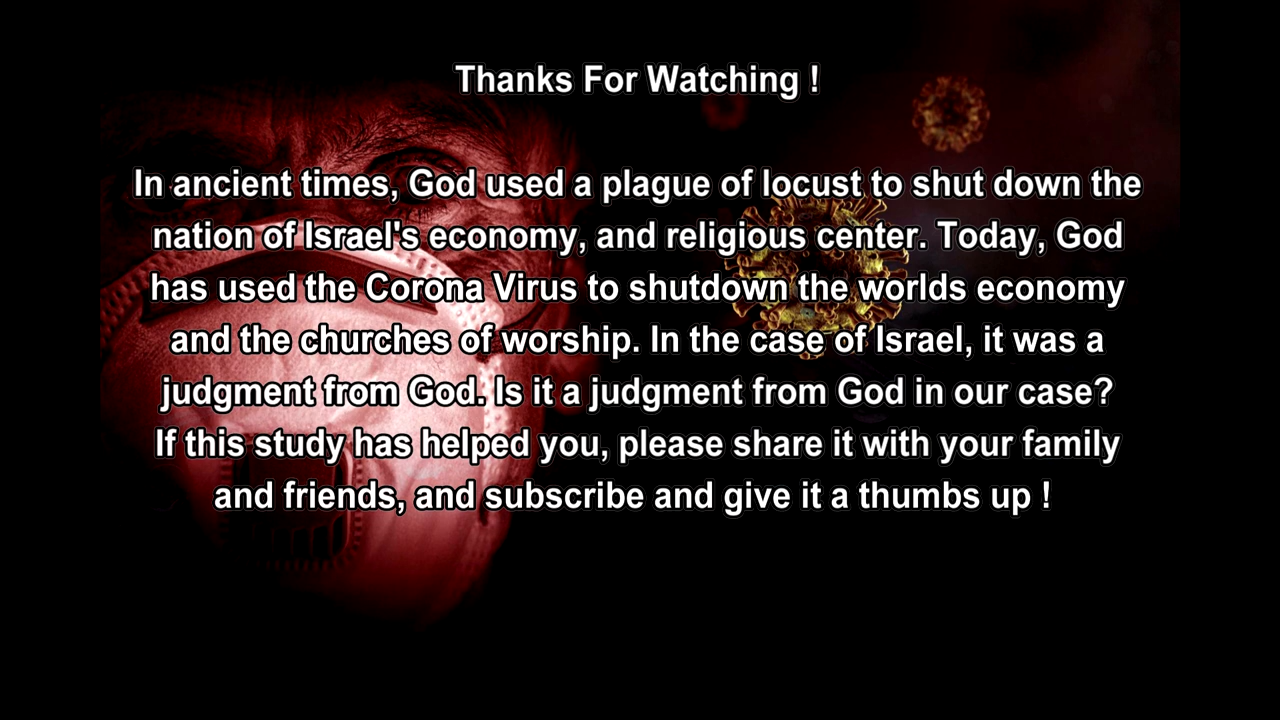 Thanks For Watching !
In ancient times, God used a plague of locust to shut down the
nation of Israel's economy, and religious center. Today, God
has used the Corona Virus to shutdown the worlds economy
and the churches of worship. In the case of Israel, it was a
judgment from God. Is it a judgment from God in our case?
If this study has helped you, please share it with your family
and friends, and subscribe and give it a thumbs up !